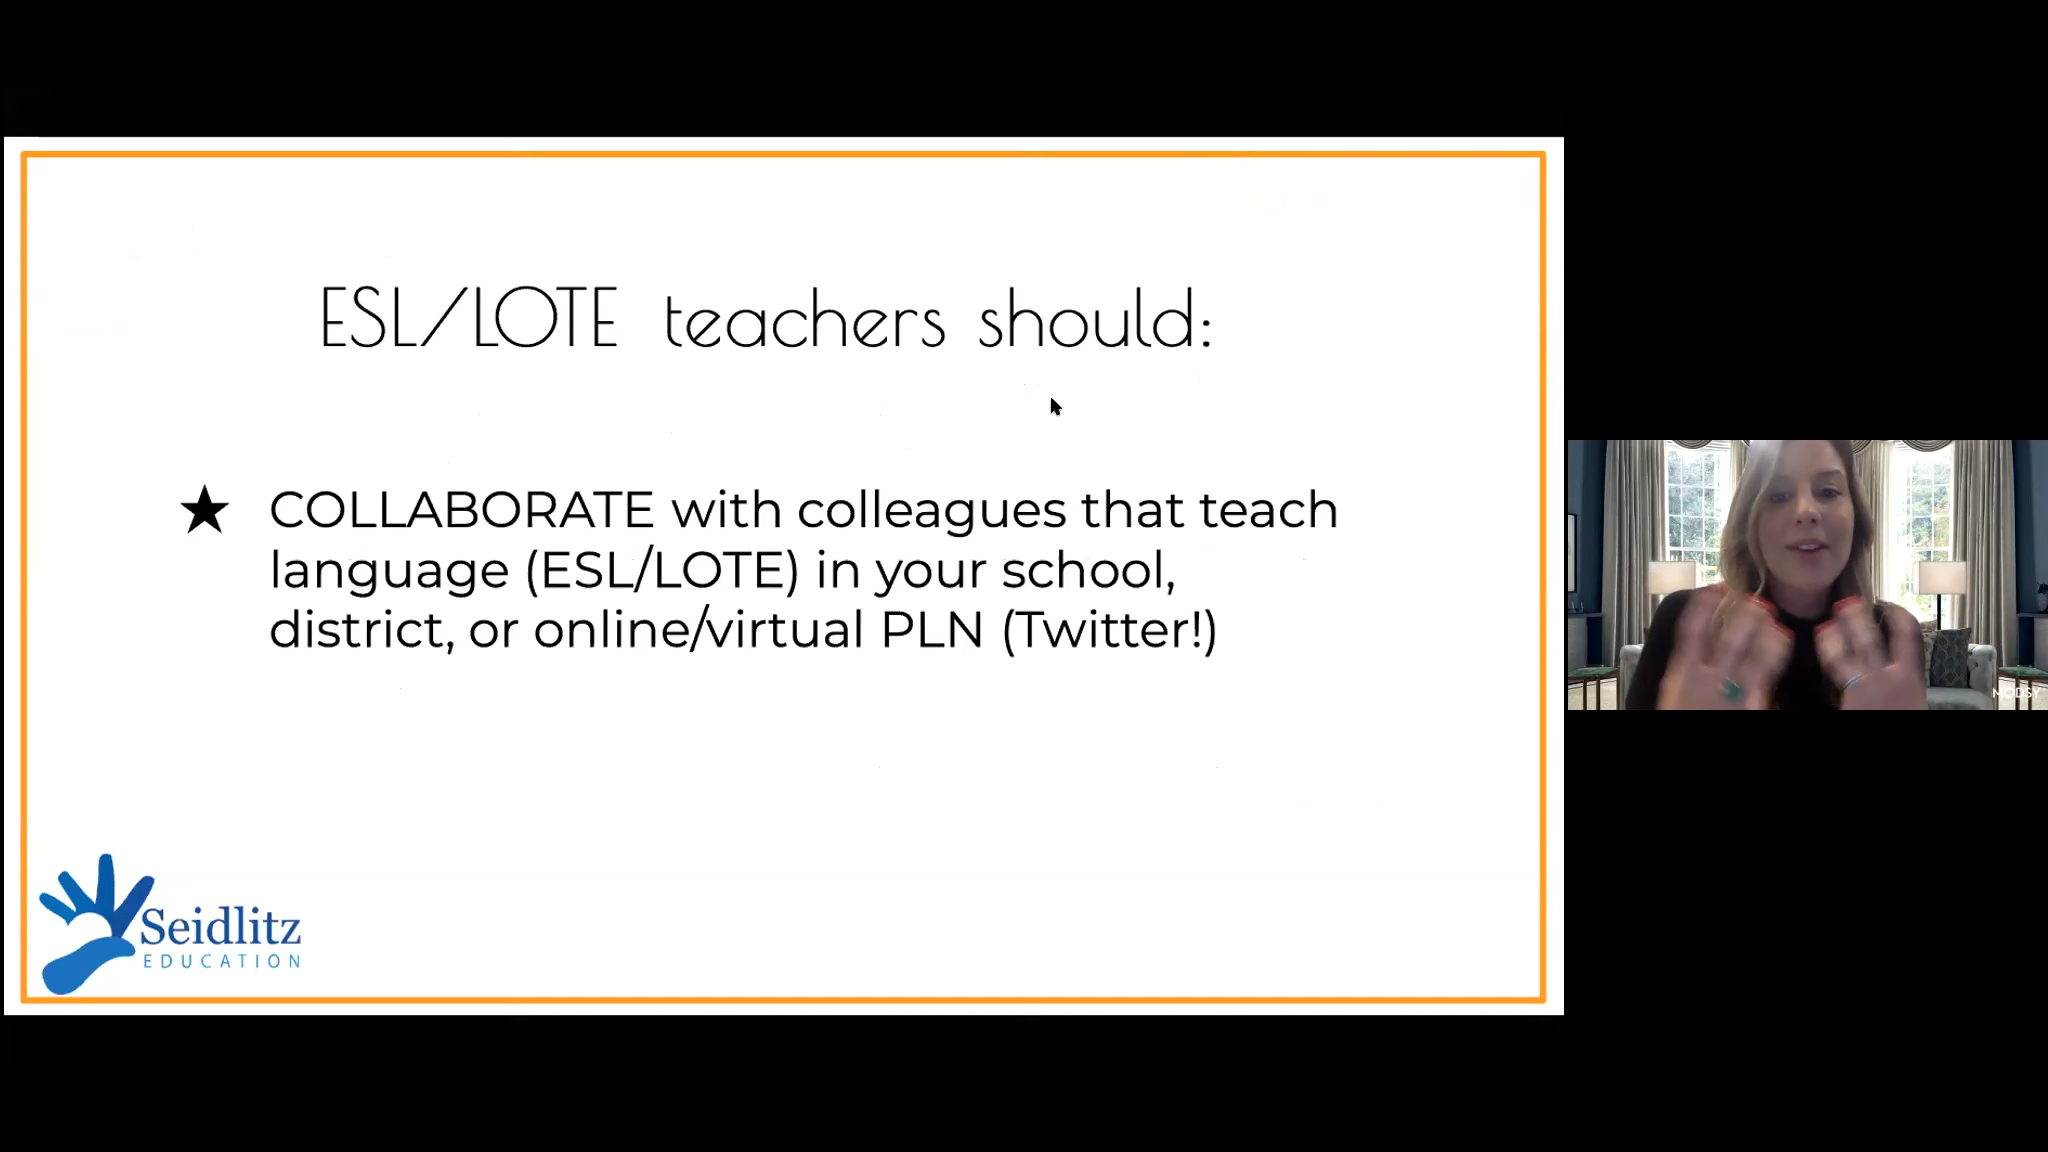 ESL/LOTE teachers should:
★ COLLABORATE with colleagues that teach
language (ESL/LOTE) in your school,
district, or online/virtual PLN (Twitter!)
Seidlitz
EDUCATION
MODSY